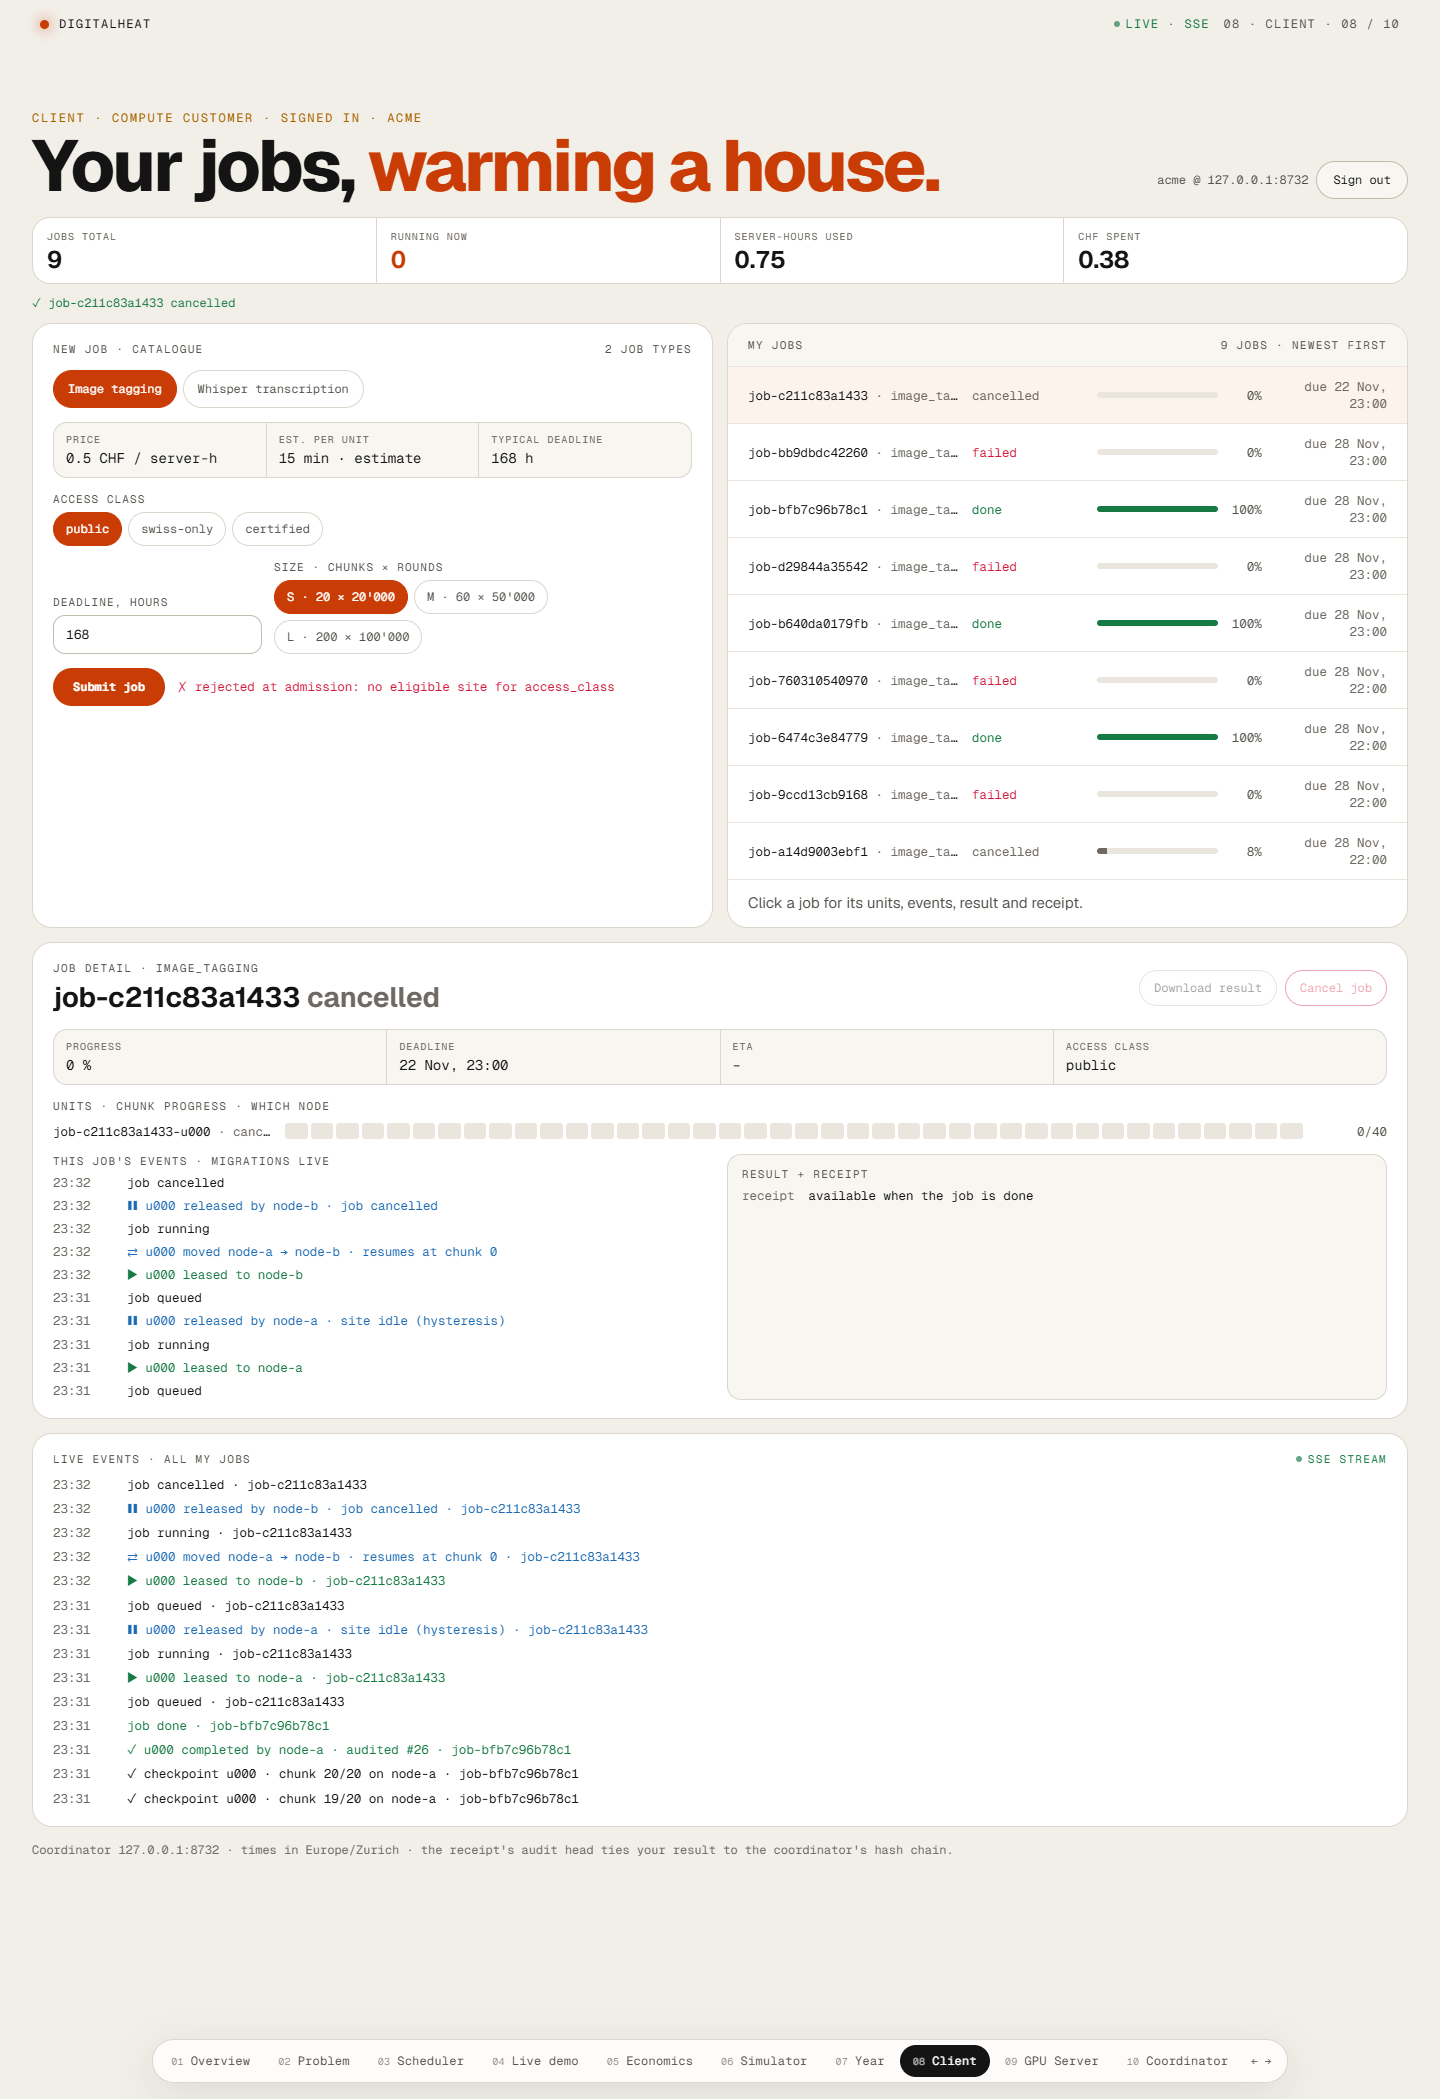 DIGITALHEAT
LIVE · SSE 08 · CLIENT · 08 / 10
CLIENT · COMPUTE CUSTOMER · SIGNED IN · ACME
Your jobs, warming a house.
acme @ 127.0.0.1:8732 Sign out
JOBS TOTAL RUNNING NOW SERVER-HOURS USED CHF SPENT
9 0 0.75 0.38
✓ job-c211c83a1433 cancelled
NEW JOB · CATALOGUE 2 JOB TYPES
Image tagging Whisper transcription
PRICE EST. PER UNIT TYPICAL DEADLINE
0.5 CHF / server-h 15 min · estimate 168 h
ACCESS CLASS
public swiss-only certified
SIZE · CHUNKS × ROUNDS
S · 20 × 20'000 M · 60 × 50'000
DEADLINE, HOURS
168 L · 200 × 100'000
Submit job ✗ rejected at admission: no eligible site for access_class
MY JOBS 9 JOBS · NEWEST FIRST
job-c211c83a1433 · image_ta… cancelled 0% due 22 Nov,
23:00
job-bb9dbdc42260 · image_ta… failed 0% due 28 Nov,
23:00
job-bfb7c96b78c1 · image_ta… done 100% due 28 Nov,
23:00
job-d29844a35542 · image_ta… failed 0% due 28 Nov,
23:00
job-b640da0179fb · image_ta… done 100% due 28 Nov,
23:00
job-760310540970 · image_ta… failed 0% due 28 Nov,
22:00
job-6474c3e84779 · image_ta… done 100% due 28 Nov,
22:00
job-9ccd13cb9168 · image_ta… failed 0% due 28 Nov,
22:00
job-a14d9003ebf1 · image_ta… cancelled 8% due 28 Nov,
22:00
Click a job for its units, events, result and receipt.
JOB DETAIL · IMAGE_TAGGING
job-c211c83a1433 cancelled
Download result Cancel job
PROGRESS DEADLINE ETA ACCESS CLASS
0 % 22 Nov, 23:00 – public
UNITS · CHUNK PROGRESS · WHICH NODE
job-c211c83a1433-u000 · canc… 0/40
THIS JOB'S EVENTS · MIGRATIONS LIVE
23:32 job cancelled
23:32 ⏸ u000 released by node-b · job cancelled
23:32 job running
23:32 ⇄ u000 moved node-a → node-b · resumes at chunk 0
23:32 ▶ u000 leased to node-b
23:31 job queued
23:31 ⏸ u000 released by node-a · site idle (hysteresis)
23:31 job running
23:31 ▶ u000 leased to node-a
23:31 job queued
RESULT + RECEIPT
receipt available when the job is done
LIVE EVENTS · ALL MY JOBS SSE STREAM
23:32 job cancelled · job-c211c83a1433
23:32 ⏸ u000 released by node-b · job cancelled · job-c211c83a1433
23:32 job running · job-c211c83a1433
23:32 ⇄ u000 moved node-a → node-b · resumes at chunk 0 · job-c211c83a1433
23:32 ▶ u000 leased to node-b · job-c211c83a1433
23:31 job queued · job-c211c83a1433
23:31 ⏸ u000 released by node-a · site idle (hysteresis) · job-c211c83a1433
23:31 job running · job-c211c83a1433
23:31 ▶ u000 leased to node-a · job-c211c83a1433
23:31 job queued · job-c211c83a1433
23:31 job done · job-bfb7c96b78c1
23:31 ✓ u000 completed by node-a · audited #26 · job-bfb7c96b78c1
23:31 ✓ checkpoint u000 · chunk 20/20 on node-a · job-bfb7c96b78c1
23:31 ✓ checkpoint u000 · chunk 19/20 on node-a · job-bfb7c96b78c1
Coordinator 127.0.0.1:8732 · times in Europe/Zurich · the receipt's audit head ties your result to the coordinator's hash chain.
01 Overview 02 Problem 03 Scheduler 04 Live demo 05 Economics 06 Simulator 07 Year 08 Client 09 GPU Server 10 Coordinator ← →